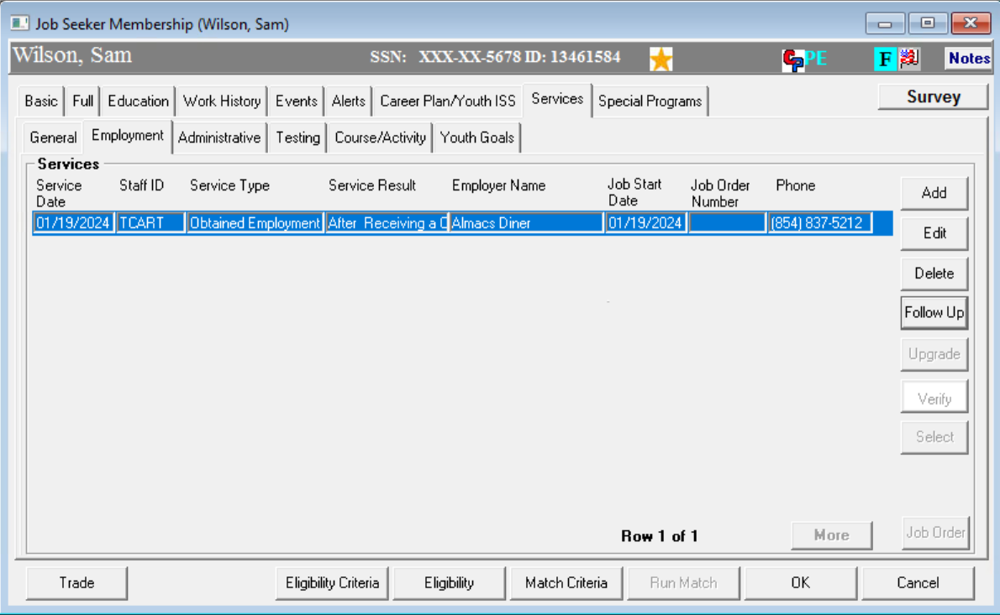 Job Seeker Membership (Wilson, Sam)
Wilson, Sam SSN: XXX-XX-5678 ID: 13461584 CP PE F Notes
Basic Full Education Work History Events Alerts Career Plan/Youth ISS Services Special Programs Survey
General Employment Administrative Testing Course/Activity Youth Goals
Services
Service Date Staff ID Service Type Service Result Employer Name Job Start Date Job Order Number Phone
01/19/2024 TCART Obtained Employment After Receiving a Almacs Diner 01/19/2024 (854) 837-5212
Add
Edit
Delete
Follow Up
Upgrade
Verify
Select
Row 1 of 1 More Job Order
Trade Eligibility Criteria Eligibility Match Criteria Run Match OK Cancel